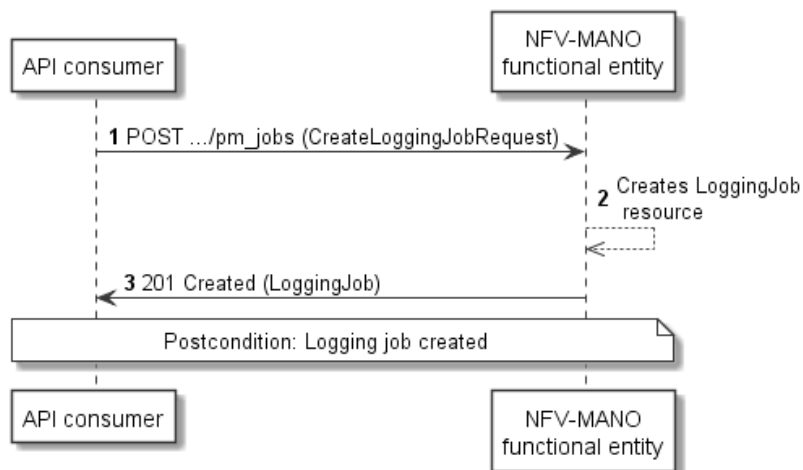 API consumer
NFV-MANO
functional entity
1 POST .../pm_jobs (CreateLoggingJobRequest)
2 Creates LoggingJob
resource
3 201 Created (LoggingJob)
Postcondition: Logging job created
API consumer
NFV-MANO
functional entity